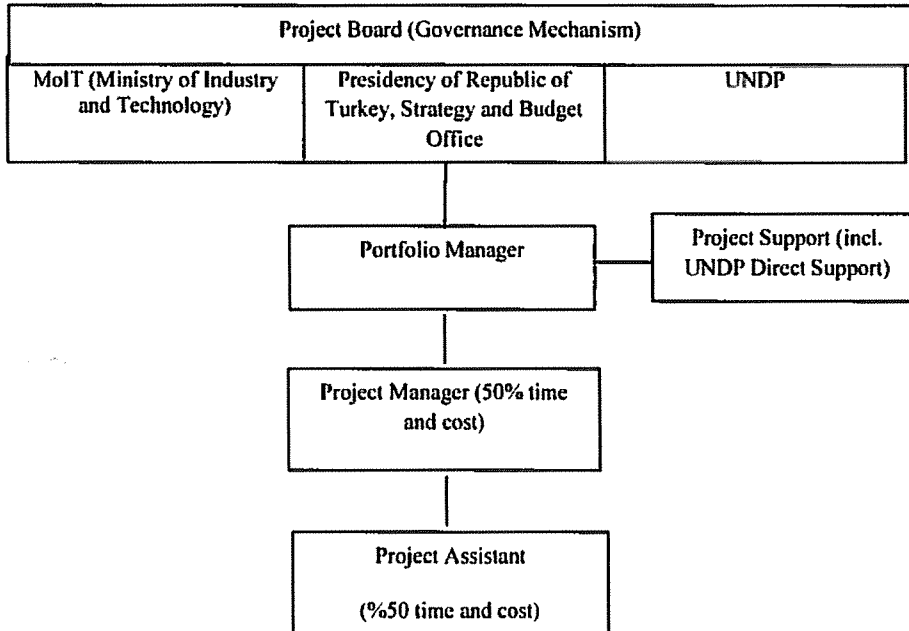 Project Board (Governance Mechanism)
MoIT (Ministry of Industry
and Technology)
Presidency of Republic of
Turkey, Strategy and Budget
Office
UNDP
Portfolio Manager
Project Support (incl.
UNDP Direct Support)
Project Manager (50% time
and cost)
Project Assistant
(%50 time and cost)